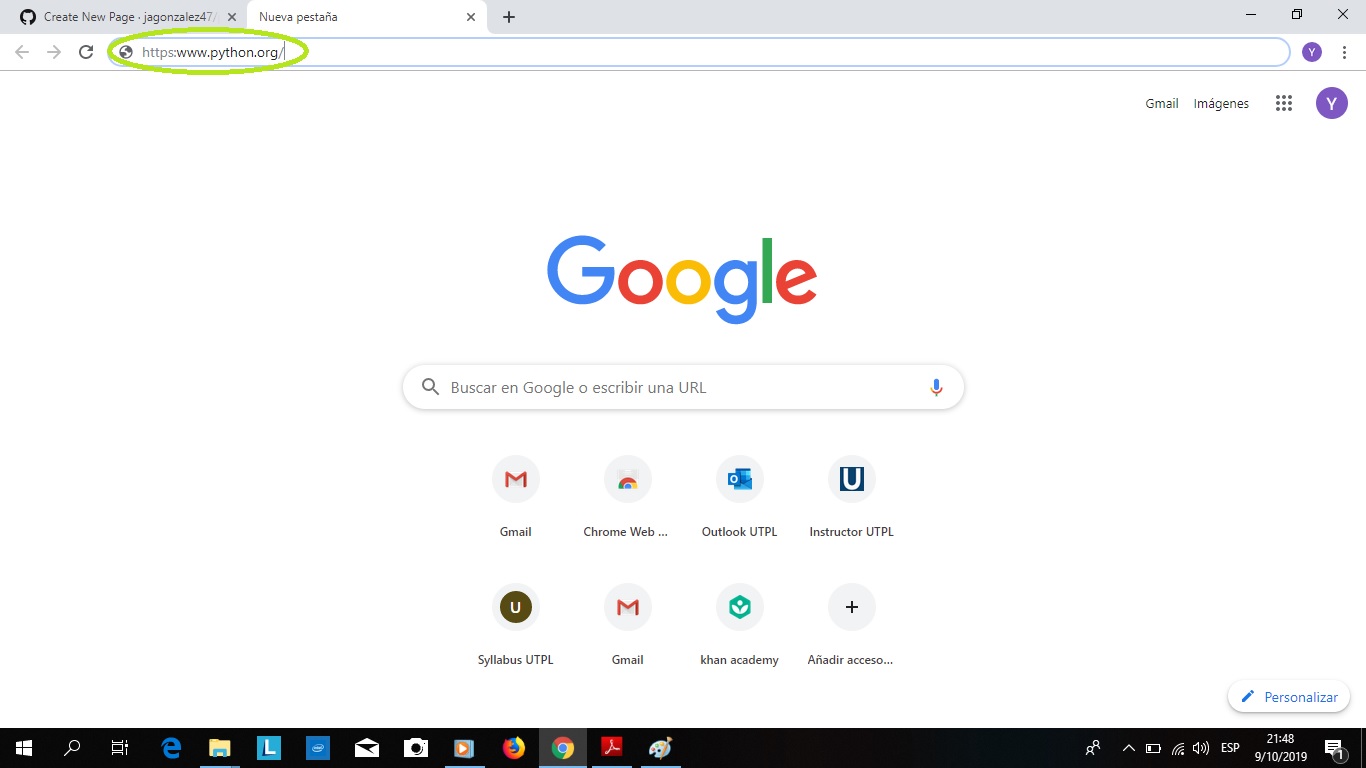 Create New Page · jagonzalez47/
Nueva pestaña
https:www.python.org/
Y
Gmail
Imágenes
Y
Google
Buscar en Google o escribir una URL
Gmail
Chrome Web ...
Outlook UTPL
Instructor UTPL
U
Syllabus UTPL
Gmail
khan academy
Añadir acceso...
Personalizar
ESP
21:48
9/10/2019
1